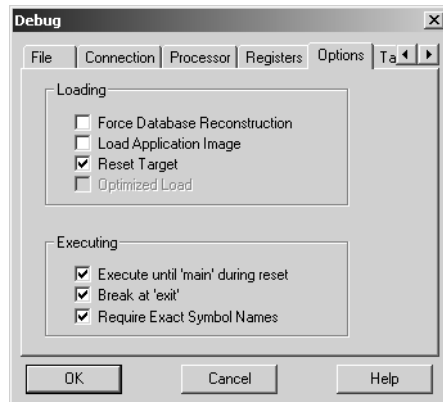 Debug
File Connection Processor Registers Options Ta
Loading
Force Database Reconstruction
Load Application Image
Reset Target
Optimized Load
Executing
Execute until 'main' during reset
Break at 'exit'
Require Exact Symbol Names
OK Cancel Help